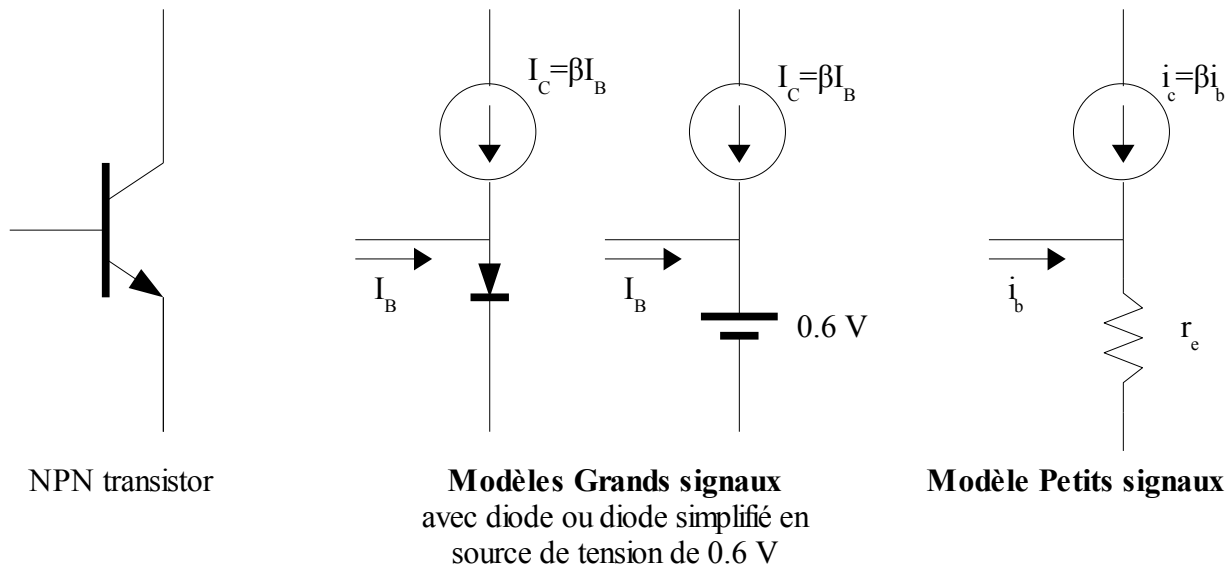 I_C=βI_B
I_C=βI_B
i_c=βi_b
I_B
I_B
i_b
0.6 V
r_e
NPN transistor
Modèles Grands signaux
avec diode ou diode simplifié en
source de tension de 0.6 V
Modèle Petits signaux